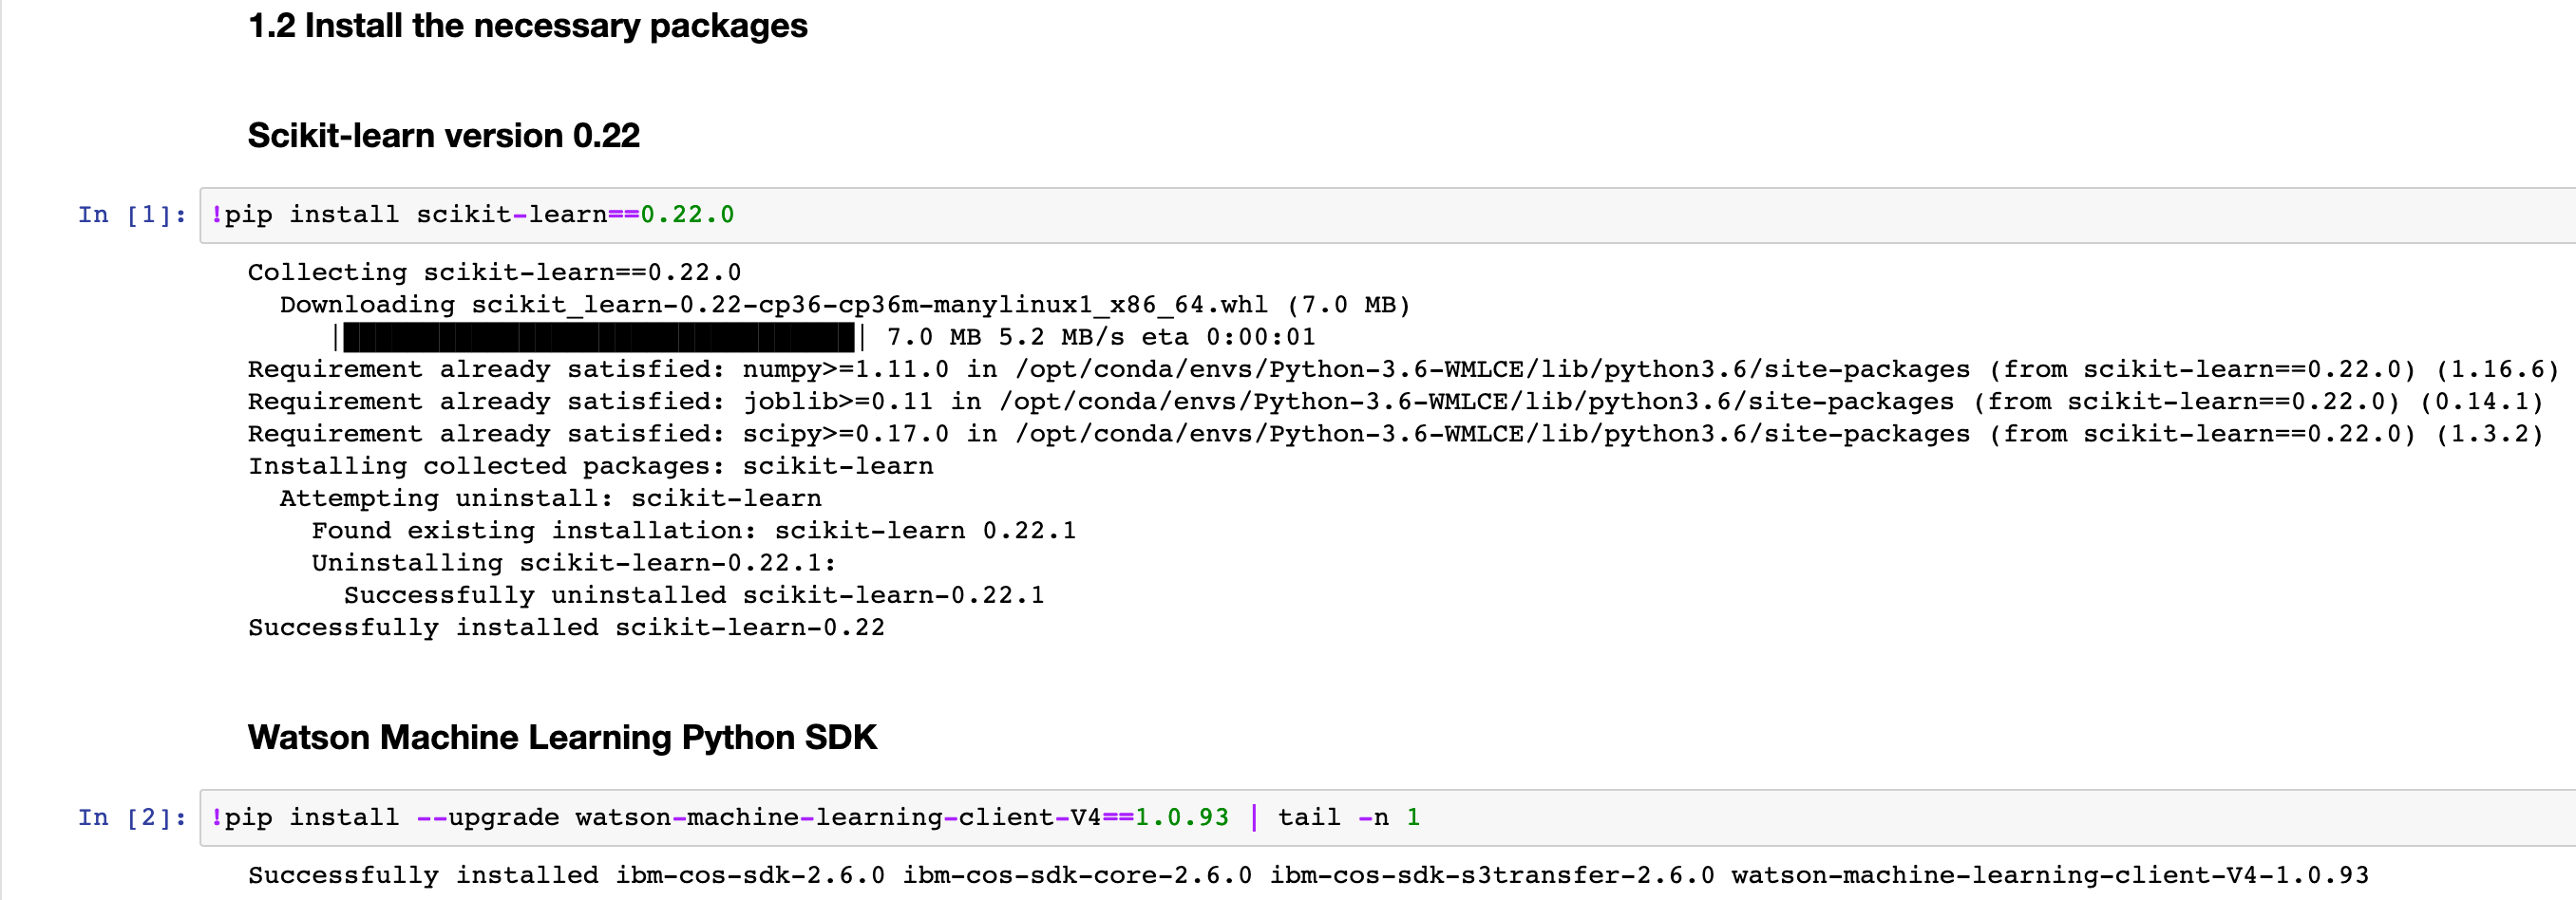 1.2 Install the necessary packages
Scikit-learn version 0.22
In [1]: !pip install scikit-learn==0.22.0
Collecting scikit-learn==0.22.0
  Downloading scikit_learn-0.22-cp36-cp36m-manylinux1_x86_64.whl (7.0 MB)
     |████████████████████████████████| 7.0 MB 5.2 MB/s eta 0:00:01
Requirement already satisfied: numpy>=1.11.0 in /opt/conda/envs/Python-3.6-WMLCE/lib/python3.6/site-packages (from scikit-learn==0.22.0) (1.16.6)
Requirement already satisfied: joblib>=0.11 in /opt/conda/envs/Python-3.6-WMLCE/lib/python3.6/site-packages (from scikit-learn==0.22.0) (0.14.1)
Requirement already satisfied: scipy>=0.17.0 in /opt/conda/envs/Python-3.6-WMLCE/lib/python3.6/site-packages (from scikit-learn==0.22.0) (1.3.2)
Installing collected packages: scikit-learn
  Attempting uninstall: scikit-learn
    Found existing installation: scikit-learn 0.22.1
    Uninstalling scikit-learn-0.22.1:
      Successfully uninstalled scikit-learn-0.22.1
Successfully installed scikit-learn-0.22
Watson Machine Learning Python SDK
In [2]: !pip install --upgrade watson-machine-learning-client-V4==1.0.93 | tail -n 1
Successfully installed ibm-cos-sdk-2.6.0 ibm-cos-sdk-core-2.6.0 ibm-cos-sdk-s3transfer-2.6.0 watson-machine-learning-client-V4-1.0.93